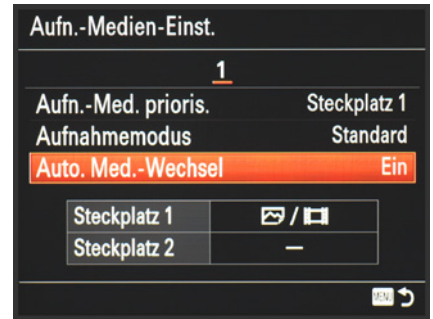 Aufn.-Medien-Einst.
1
Aufn.-Med. prioris. Steckplatz 1
Aufnahmemodus Standard
Auto. Med.-Wechsel Ein
Steckplatz 1 /
Steckplatz 2 –
MENU